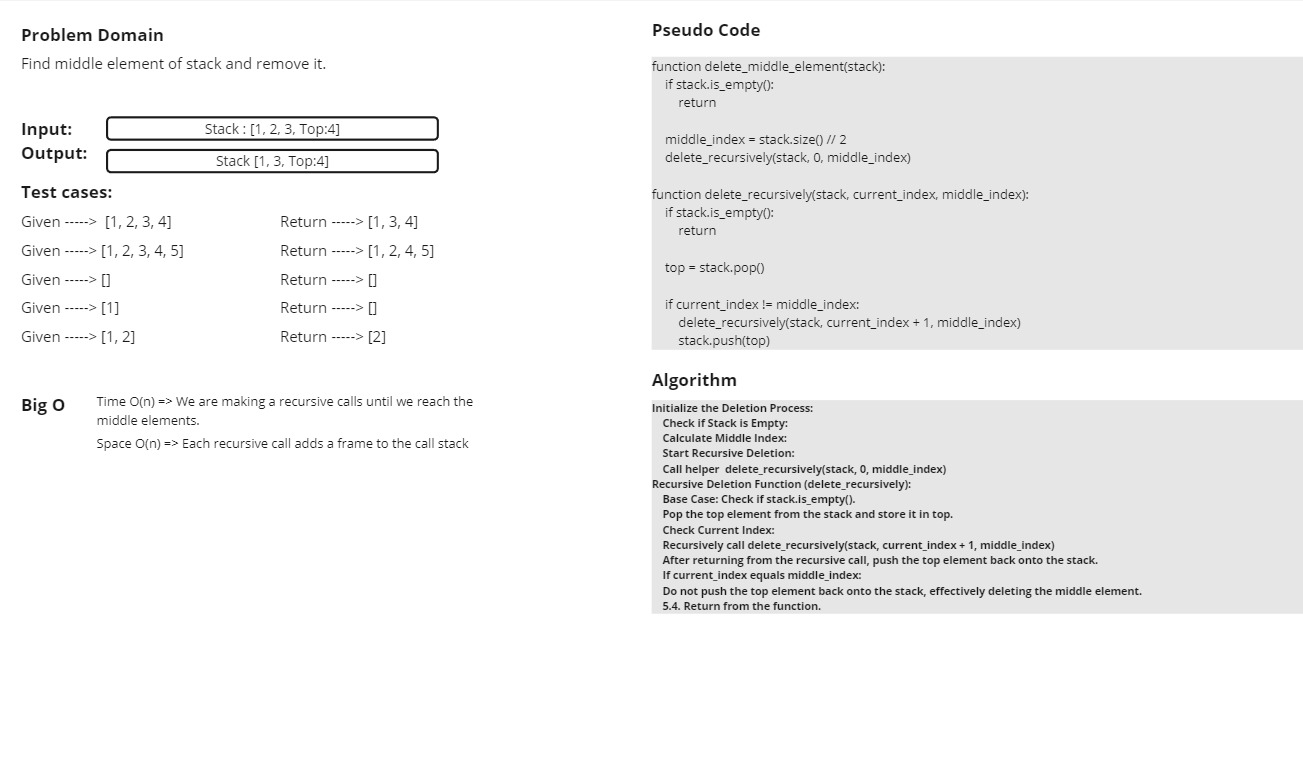 Problem Domain
Find middle element of stack and remove it.
Input:
Stack : [1, 2, 3, Top:4]
Output:
Stack [1, 3, Top:4]
Test cases:
Given -----> [1, 2, 3, 4]
Return -----> [1, 3, 4]
Given -----> [1, 2, 3, 4, 5]
Return -----> [1, 2, 4, 5]
Given -----> []
Return -----> []
Given -----> [1]
Return -----> []
Given -----> [1, 2]
Return -----> [2]
Big O
Time O(n) => We are making a recursive calls until we reach the
middle elements.
Space O(n) => Each recursive call adds a frame to the call stack
Pseudo Code
function delete_middle_element(stack):
if stack.is_empty():
return
middle_index = stack.size() // 2
delete_recursively(stack, 0, middle_index)
function delete_recursively(stack, current_index, middle_index):
if stack.is_empty():
return
top = stack.pop()
if current_index != middle_index:
delete_recursively(stack, current_index + 1, middle_index)
stack.push(top)
Algorithm
Initialize the Deletion Process:
Check if Stack is Empty:
Calculate Middle Index:
Start Recursive Deletion:
Call helper delete_recursively(stack, 0, middle_index)
Recursive Deletion Function (delete_recursively):
Base Case: Check if stack.is_empty().
Pop the top element from the stack and store it in top.
Check Current Index:
Recursively call delete_recursively(stack, current_index + 1, middle_index)
After returning from the recursive call, push the top element back onto the stack.
If current_index equals middle_index:
Do not push the top element back onto the stack, effectively deleting the middle element.
5.4. Return from the function.